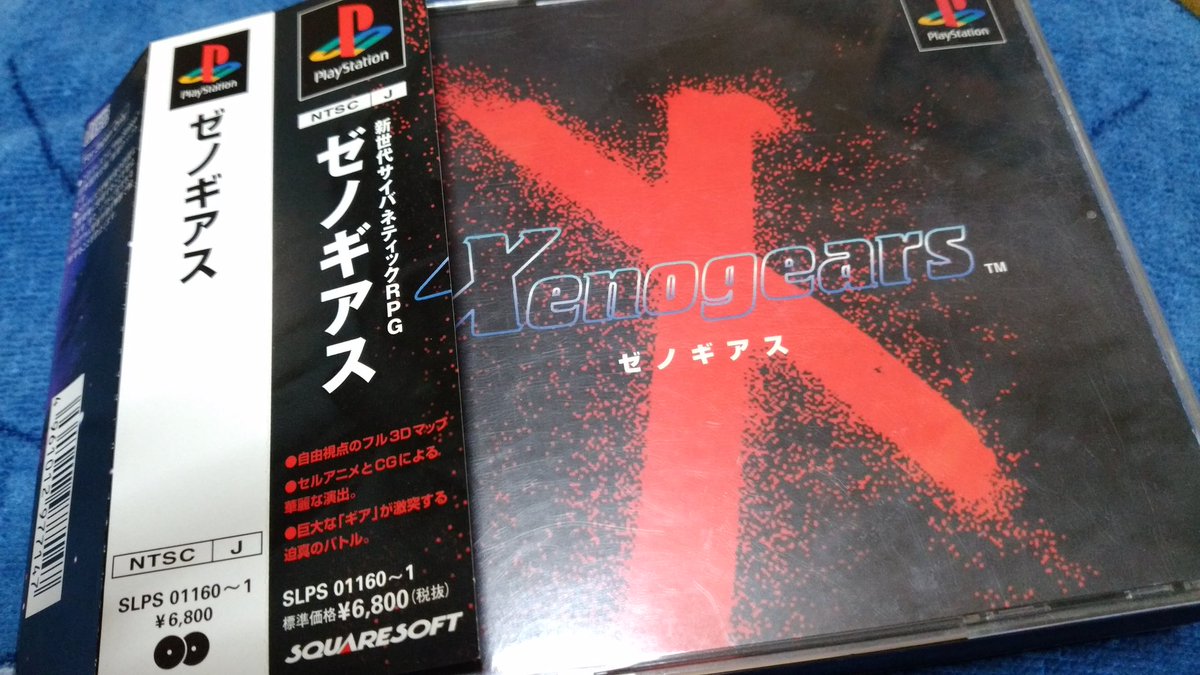 PlayStation
ゼノギアス
NTSC J
SLPS 01160～1
¥6,800
PlayStation
NTSC J
新世代サイバネティックRPG
ゼノギアス
●自由視点のフル3Dマップ
●セルアニメとCGによる
華麗な演出。
●巨大な「ギア」が激突する
迫真のバトル。
SLPS 01160～1
標準価格¥6,800(税抜)
SQUARESOFT
PlayStation
Xenogears TM
ゼノギアス